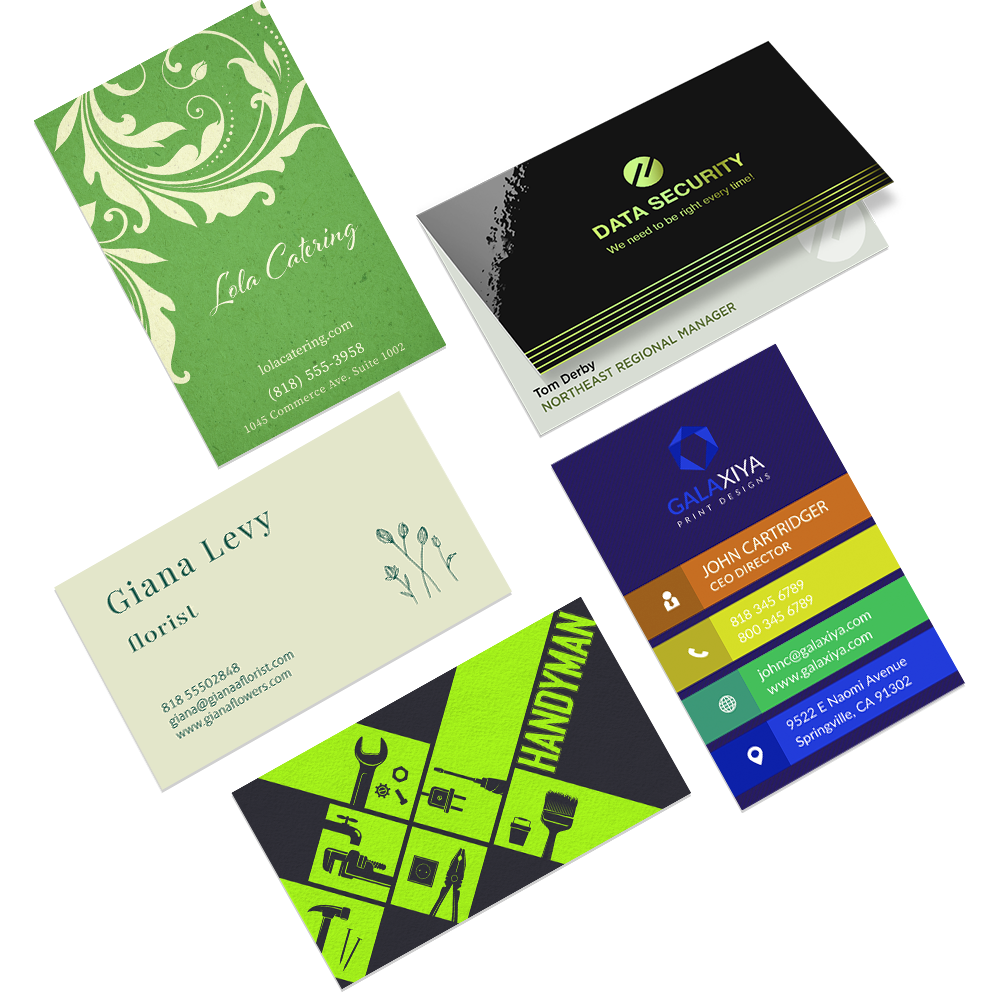 Lola Catering
lolacatering.com
(818) 555-3958
1045 Commerce Ave, Suite 1002
DATA SECURITY
We need to be right every time!
Tom Derby
NORTHEAST REGIONAL MANAGER
Giana Levy
florist
818 55502848
giana@gianaaflorist.com
www.gianaflowers.com
GALAXIYA
PRINT DESIGNS
JOHN CARTRIDGER
CEO DIRECTOR
818 345 6789
800 345 6789
johnc@galaxiya.com
www.galaxiya.com
9522 E Naomi Avenue
Springville, CA 91302
HANDYMAN